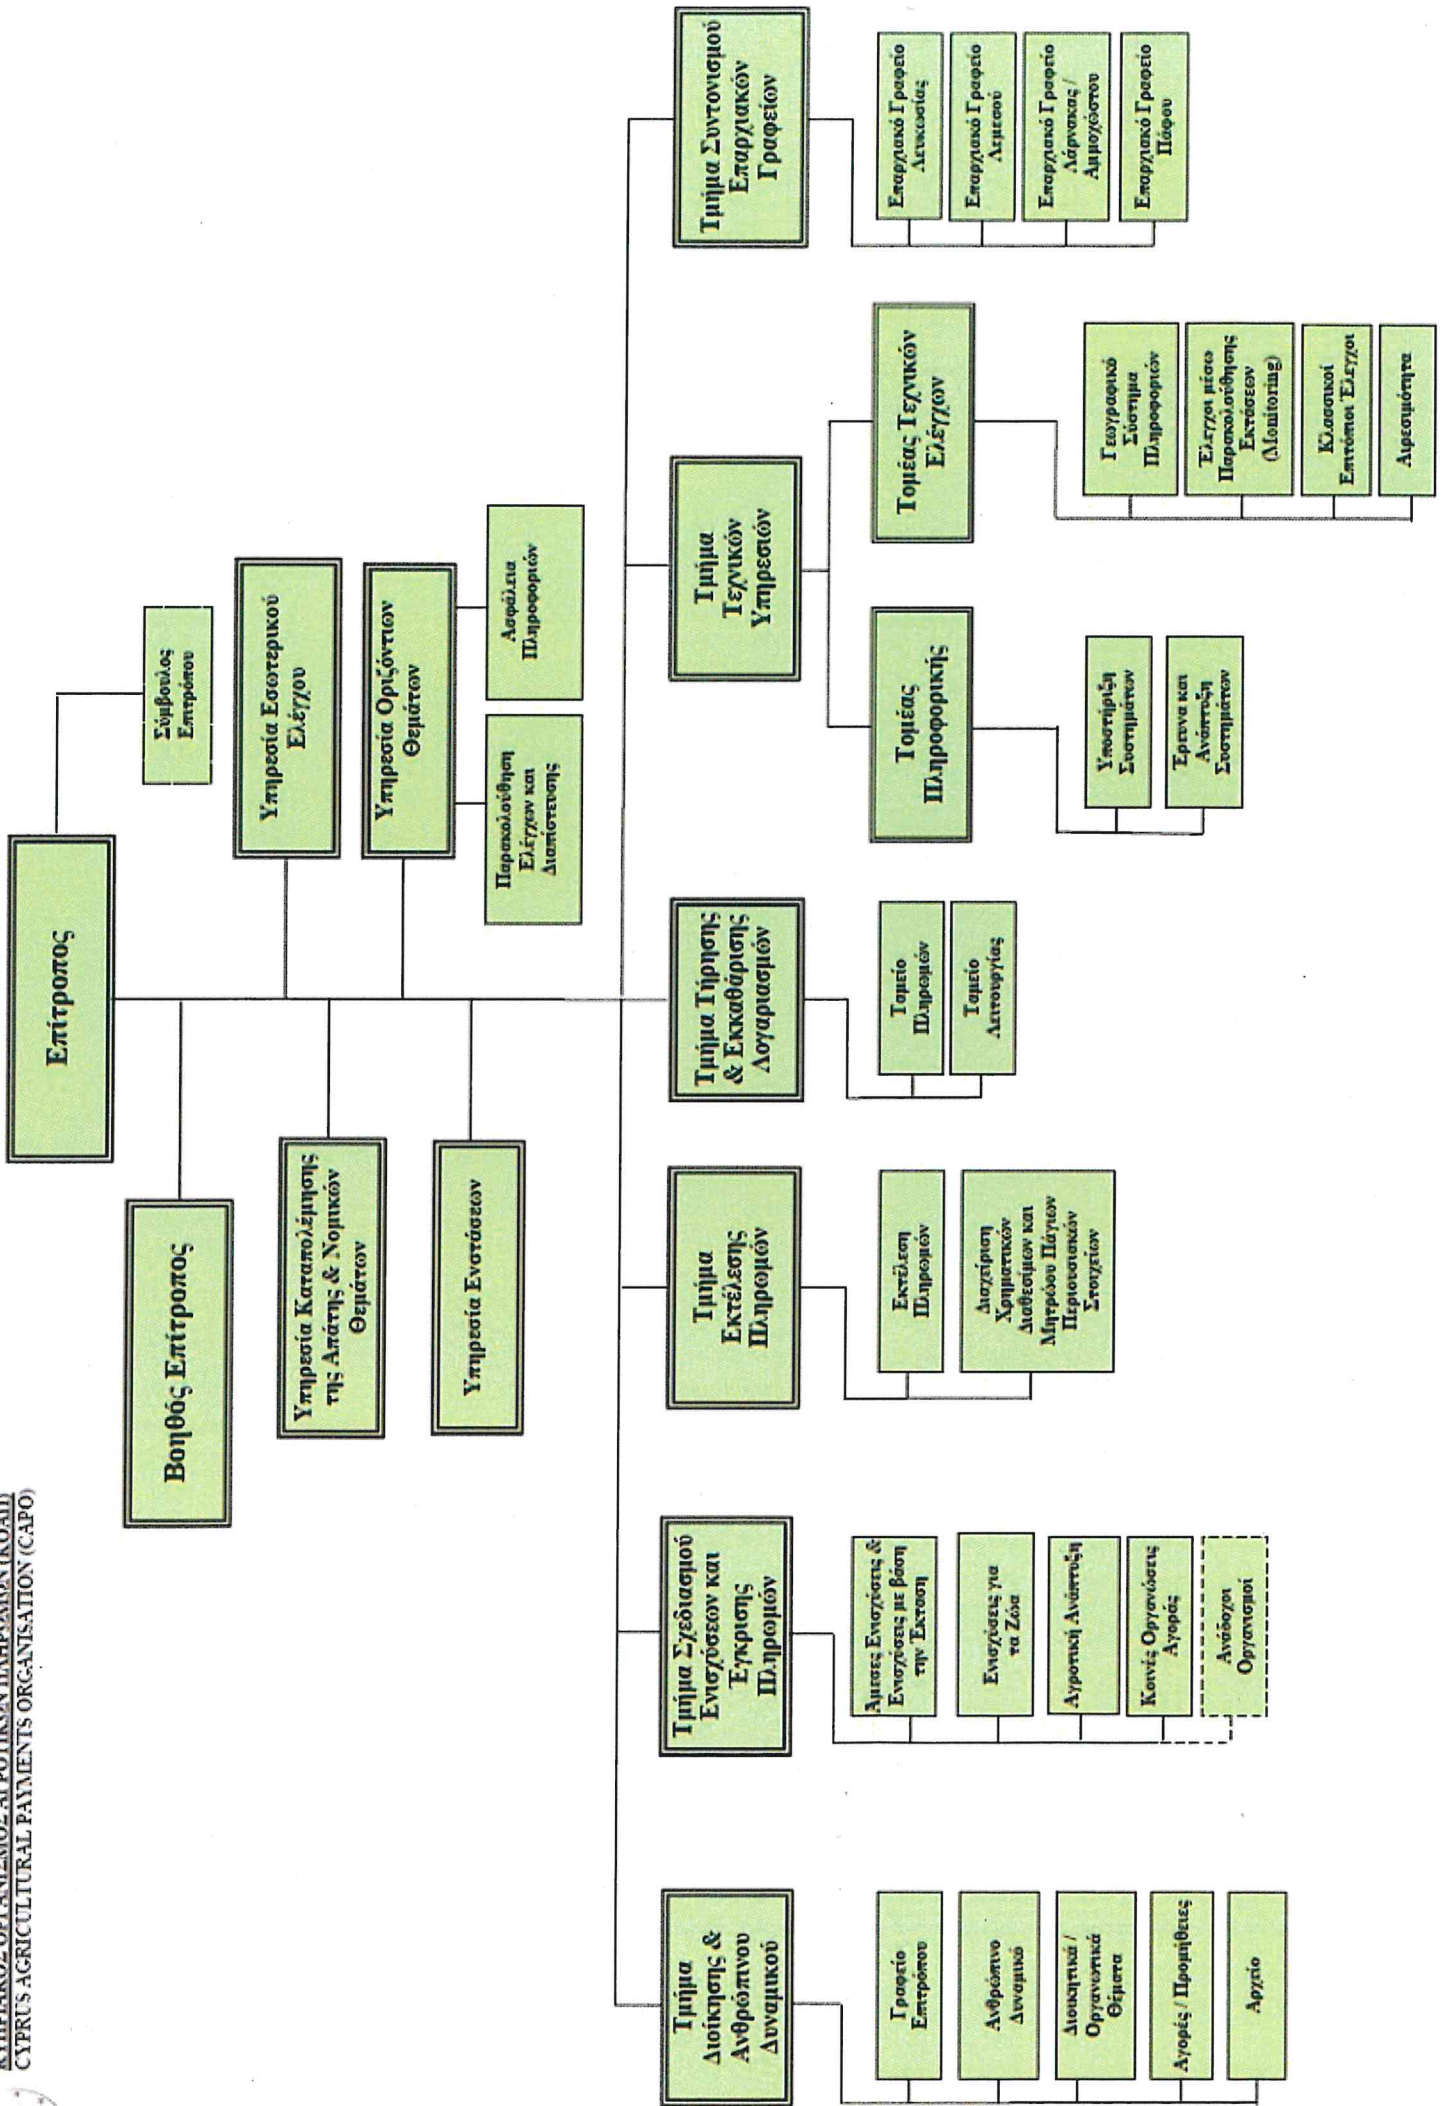 ΚΥΠΡΙΑΚΟΣ ΟΡΓΑΝΙΣΜΟΣ ΑΓΡΟΤΙΚΩΝ ΠΛΗΡΩΜΩΝ (ΚΟΑΠ)
CYPRUS AGRICULTURAL PAYMENTS ORGANISATION (CAPO)
Επίτροπος
Σύμβουλος
Επιτρόπου
Βοηθός Επίτροπος
Υπηρεσία Εσωτερικού
Ελέγχου
Υπηρεσία Καταπολέμησης
της Απάτης & Νομικών
Θεμάτων
Υπηρεσία Οριζόντιων
Θεμάτων
Παρακολούθηση
Ελέγχων και
Διαπίστευσης
Ασφάλεια
Πληροφοριών
Υπηρεσία Ενστάσεων
Τμήμα
Διοίκησης &
Ανθρώπινου
Δυναμικού
Γραφείο
Επιτρόπου
Ανθρώπινο
Δυναμικό
Διοικητικά /
Οργανωτικά
Θέματα
Αγορές / Προμήθειες
Αρχείο
Τμήμα Σχεδιασμού
Ενισχύσεων και
Έγκρισης
Πληρωμών
Άμεσες Ενισχύσεις &
Ενισχύσεις με βάση
την Έκταση
Ενισχύσεις για
τα Ζώα
Αγροτική Ανάπτυξη
Κοινές Οργανώσεις
Αγοράς
Ανάδοχοι
Οργανισμοί
Τμήμα
Εκτέλεσης
Πληρωμών
Εκτέλεση
Πληρωμών
Διαχείριση
Χρηματικών
Διαθεσίμων και
Μητρώου Πάγιων
Περιουσιακών
Στοιχείων
Τμήμα Τήρησης
& Εκκαθάρισης
Λογαριασμών
Ταμείο
Πληρωμών
Ταμείο
Λειτουργίας
Τμήμα
Τεχνικών
Υπηρεσιών
Τομέας
Πληροφορικής
Υποστήριξη
Συστημάτων
Έρευνα και
Ανάπτυξη
Συστημάτων
Τομέας Τεχνικών
Ελέγχων
Γεωγραφικό
Σύστημα
Πληροφοριών
Έλεγχοι μέσω
Παρακολούθησης
Εκτάσεων
(Monitoring)
Κλασσικοί
Επιτόπιοι Έλεγχοι
Αιρεσιμότητα
Τμήμα Συντονισμού
Επαρχιακών
Γραφείων
Επαρχιακό Γραφείο
Λευκωσίας
Επαρχιακό Γραφείο
Λεμεσού
Επαρχιακό Γραφείο
Λάρνακας /
Αμμοχώστου
Επαρχιακό Γραφείο
Πάφου